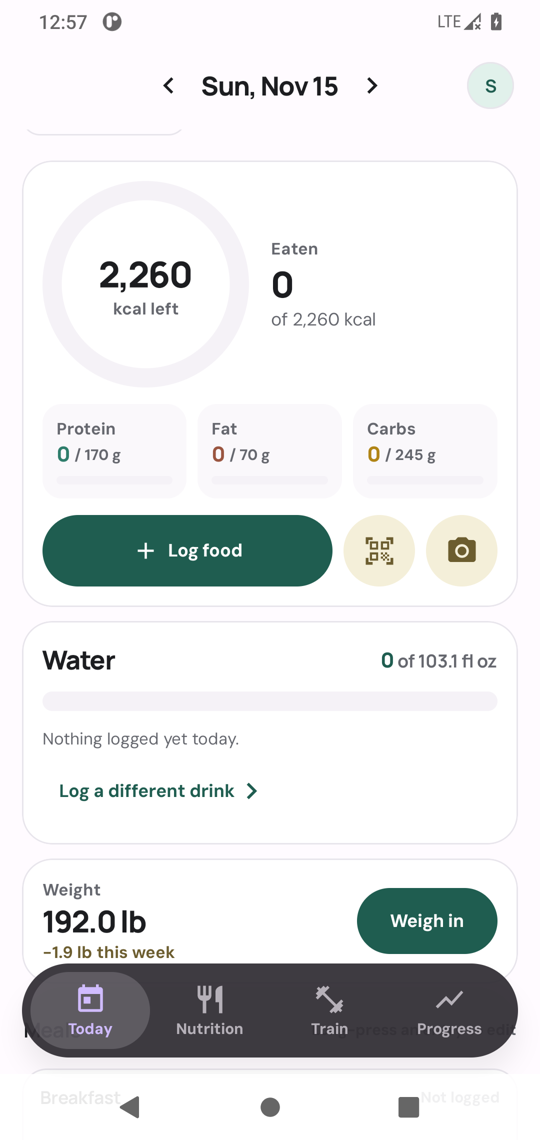 12:57
LTE
Sun, Nov 15
S
2,260
kcal left
Eaten
0
of 2,260 kcal
Protein
0 / 170 g
Fat
0 / 70 g
Carbs
0 / 245 g
Log food
Water
0 of 103.1 fl oz
Nothing logged yet today.
Log a different drink
Weight
192.0 lb
−1.9 lb this week
Weigh in
Today
Nutrition
Train
Progress
Meals
Breakfast
Not logged